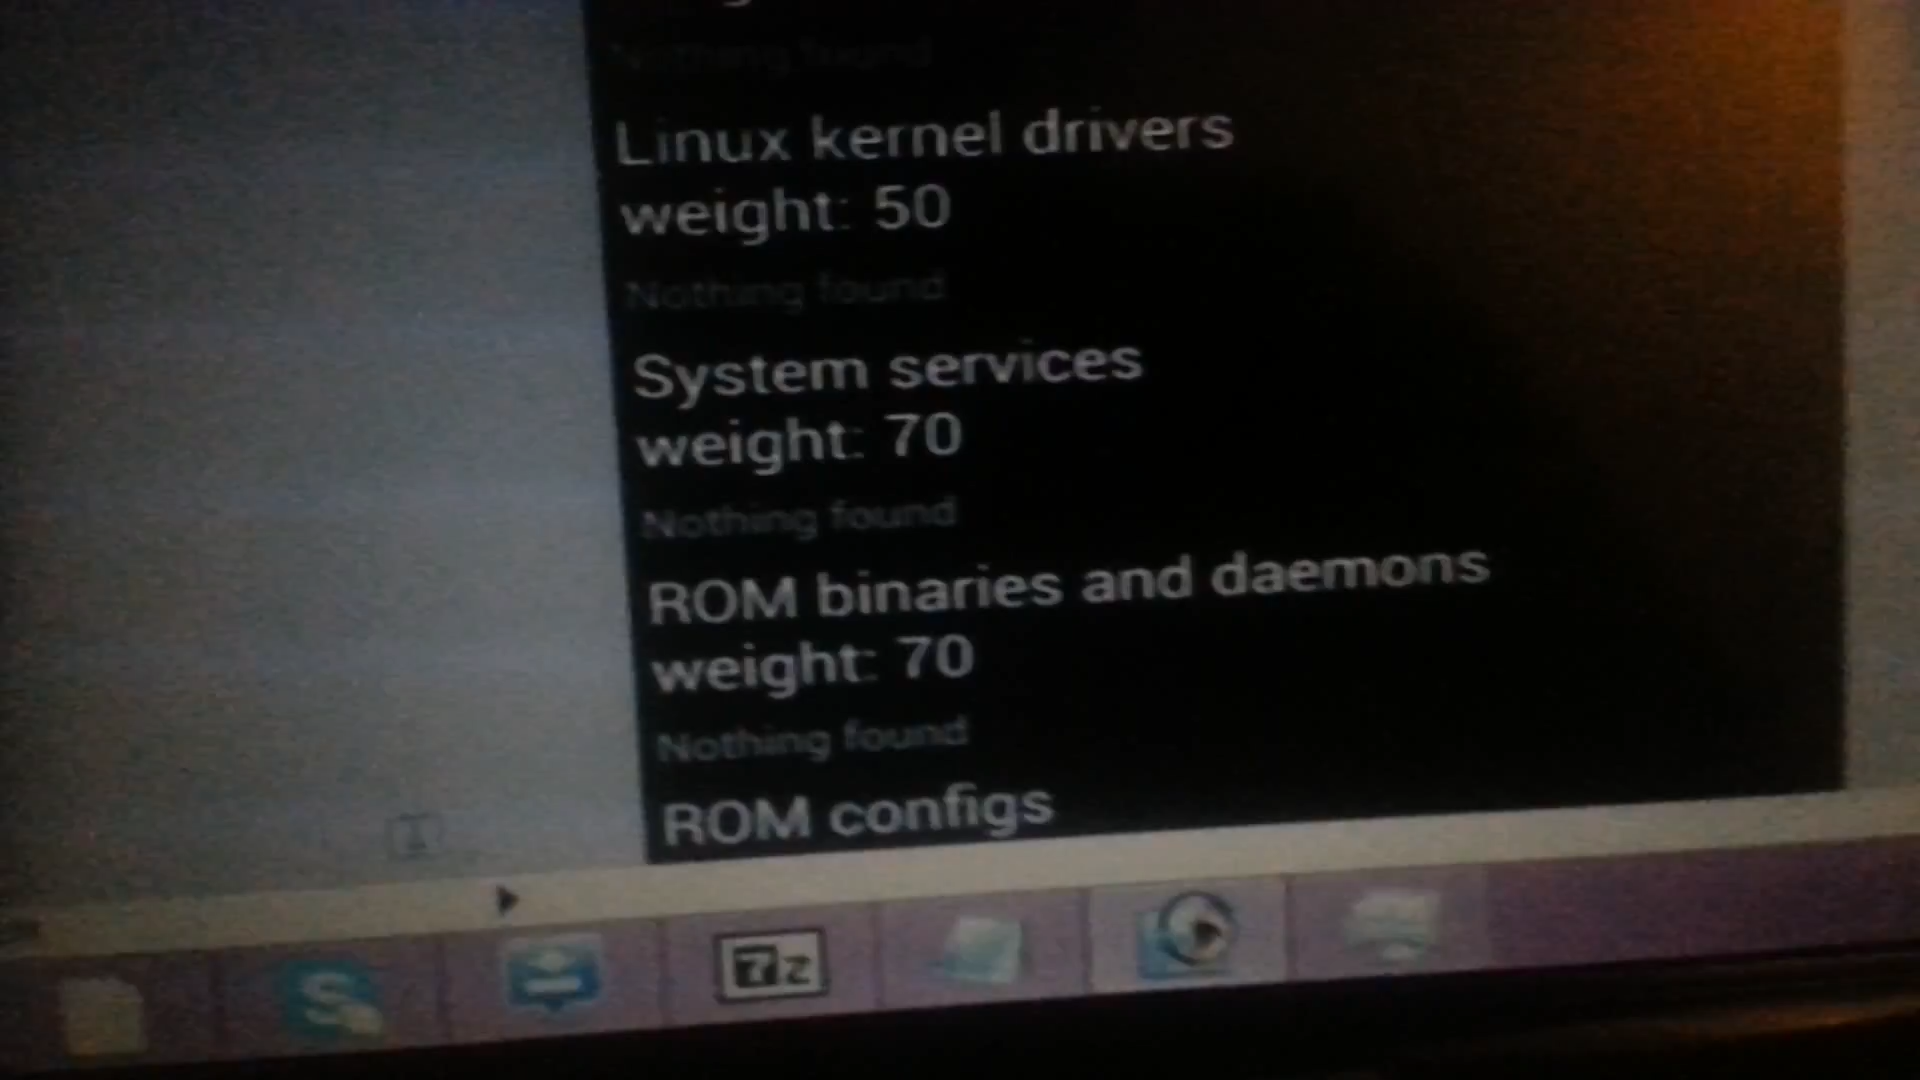 Nothing found
Linux kernel drivers
weight: 50
Nothing found
System services
weight: 70
Nothing found
ROM binaries and daemons
weight: 70
Nothing found
ROM configs
S
7z